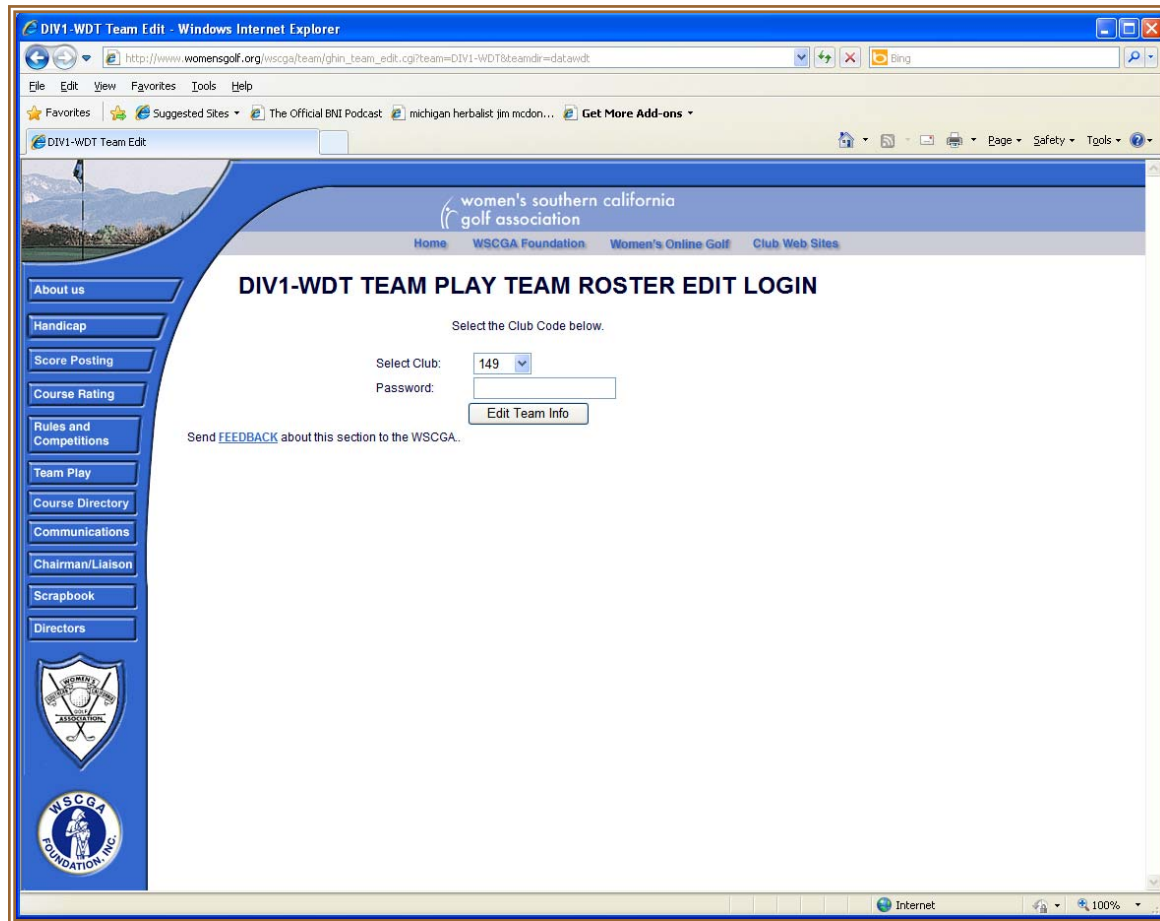 DIV1-WDT Team Edit - Windows Internet Explorer
http://www.womensgolf.org/wscga/team/ghin_team_edit.cgi?team=DIV1-WDT&teamdir=datawdt
Bing
File Edit View Favorites Tools Help
Favorites Suggested Sites The Official BNI Podcast michigan herbalist jim mcdon... Get More Add-ons
DIV1-WDT Team Edit Page Safety Tools
women's southern california
golf association
Home WSCGA Foundation Women's Online Golf Club Web Sites
DIV1-WDT TEAM PLAY TEAM ROSTER EDIT LOGIN
Select the Club Code below.
Select Club: 149
Password:
Edit Team Info
Send FEEDBACK about this section to the WSCGA..
About us
Handicap
Score Posting
Course Rating
Rules and
Competitions
Team Play
Course Directory
Communications
Chairman/Liaison
Scrapbook
Directors
WOMEN'S
SOUTHERN CALIFORNIA
GOLF
ASSOCIATION
WSCGA
FOUNDATION, INC.
Internet 100%